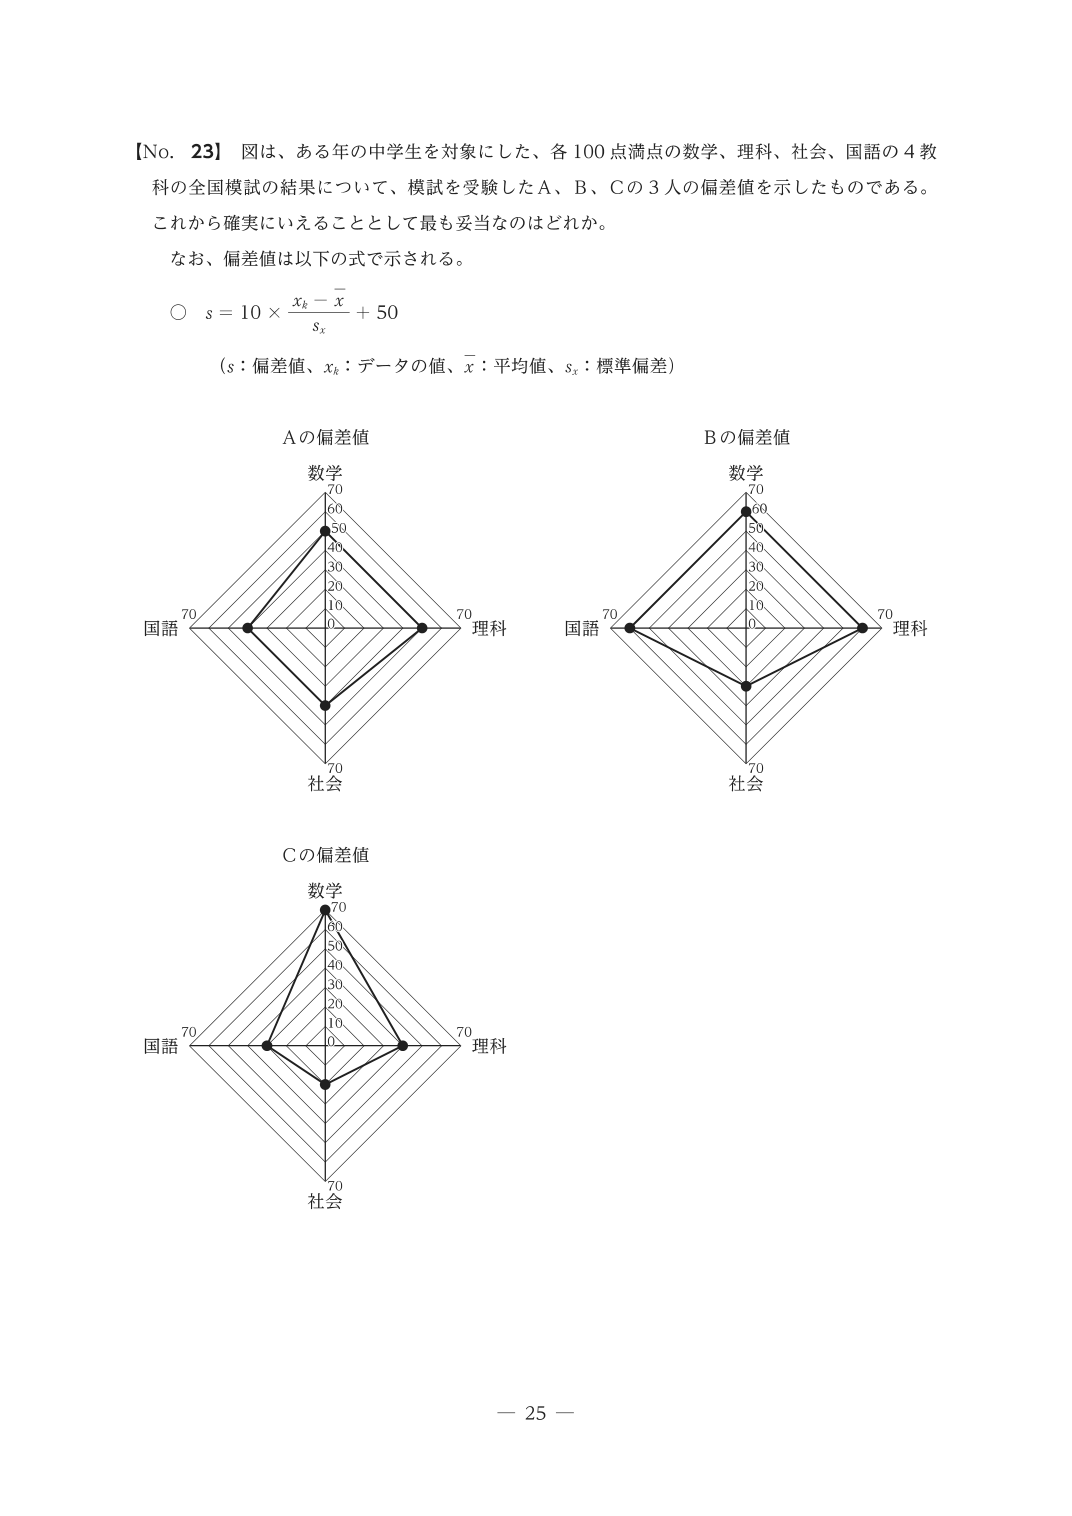 【No. 23】 図は、ある年の中学生を対象にした、各 100 点満点の数学、理科、社会、国語の 4 教
科の全国模試の結果について、模試を受験したA、B、Cの 3 人の偏差値を示したものである。
これから確実にいえることとして最も妥当なのはどれか。
なお、偏差値は以下の式で示される。
○ s = 10 × (xₖ − x̄)/sₓ + 50
(s：偏差値、xₖ：データの値、x̄：平均値、sₓ：標準偏差)
Aの偏差値
数学
70
60
50
40
30
20
10
0
国語 70
70 理科
70
社会
Bの偏差値
数学
70
60
50
40
30
20
10
0
国語 70
70 理科
70
社会
Cの偏差値
数学
70
60
50
40
30
20
10
0
国語 70
70 理科
70
社会
— 25 —